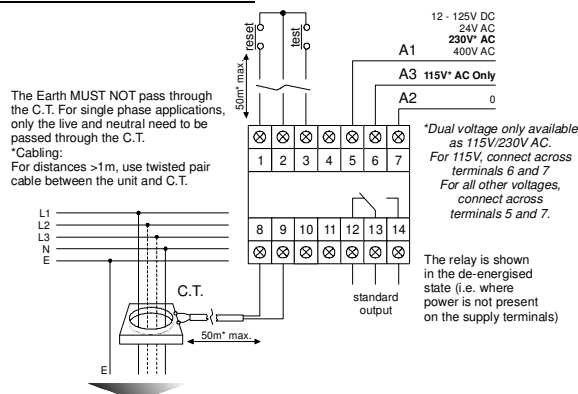 12 - 125V DC
24V AC
230V* AC
400V AC
A1
A3 115V* AC Only
A2 0
reset
test
50m* max.
The Earth MUST NOT pass through
the C.T. For single phase applications,
only the live and neutral need to be
passed through the C.T.
*Cabling:
For distances >1m, use twisted pair
cable between the unit and C.T.
*Dual voltage only available
as 115V/230V AC.
For 115V, connect across
terminals 6 and 7
For all other voltages,
connect across
terminals 5 and 7.
1 2 3 4 5 6 7
8 9 10 11 12 13 14
L1
L2
L3
N
E
C.T.
50m* max.
E
standard
output
The relay is shown
in the de-energised
state (i.e. where
power is not present
on the supply terminals)